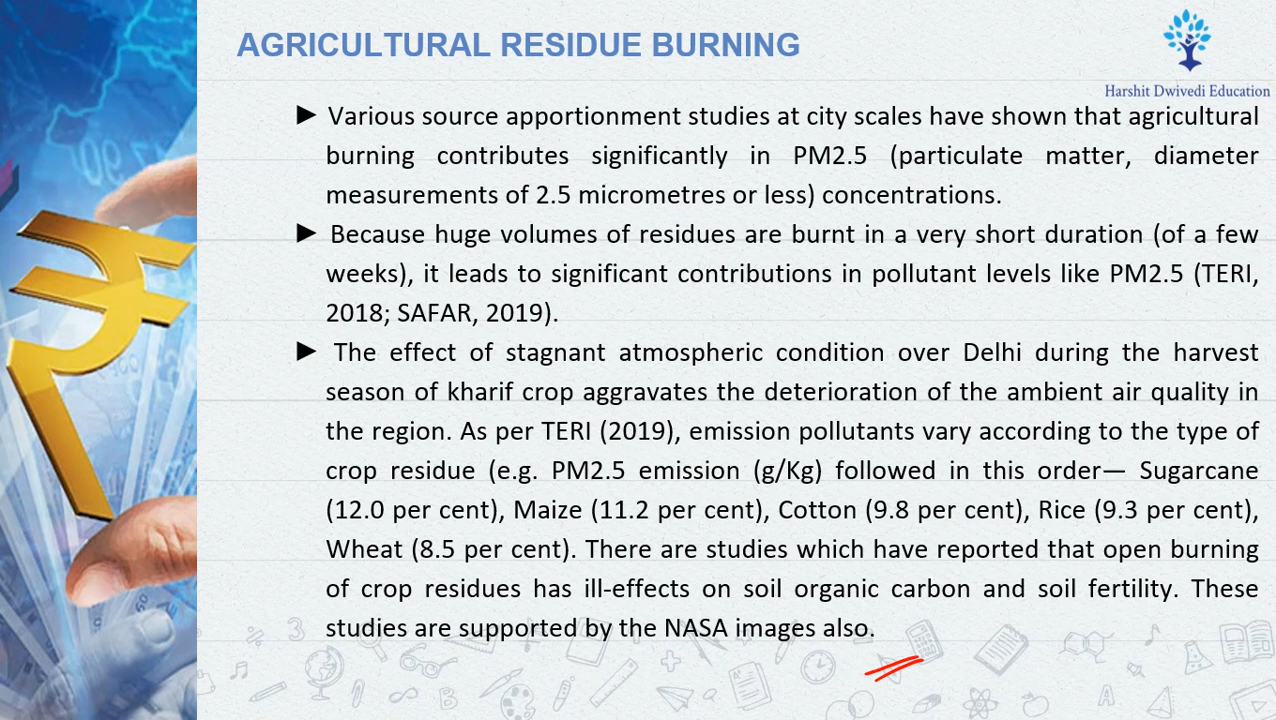 AGRICULTURAL RESIDUE BURNING
Harshit Dwivedi Education
► Various source apportionment studies at city scales have shown that agricultural
burning contributes significantly in PM2.5 (particulate matter, diameter
measurements of 2.5 micrometres or less) concentrations.
► Because huge volumes of residues are burnt in a very short duration (of a few
weeks), it leads to significant contributions in pollutant levels like PM2.5 (TERI,
2018; SAFAR, 2019).
► The effect of stagnant atmospheric condition over Delhi during the harvest
season of kharif crop aggravates the deterioration of the ambient air quality in
the region. As per TERI (2019), emission pollutants vary according to the type of
crop residue (e.g. PM2.5 emission (g/Kg) followed in this order— Sugarcane
(12.0 per cent), Maize (11.2 per cent), Cotton (9.8 per cent), Rice (9.3 per cent),
Wheat (8.5 per cent). There are studies which have reported that open burning
of crop residues has ill-effects on soil organic carbon and soil fertility. These
studies are supported by the NASA images also.